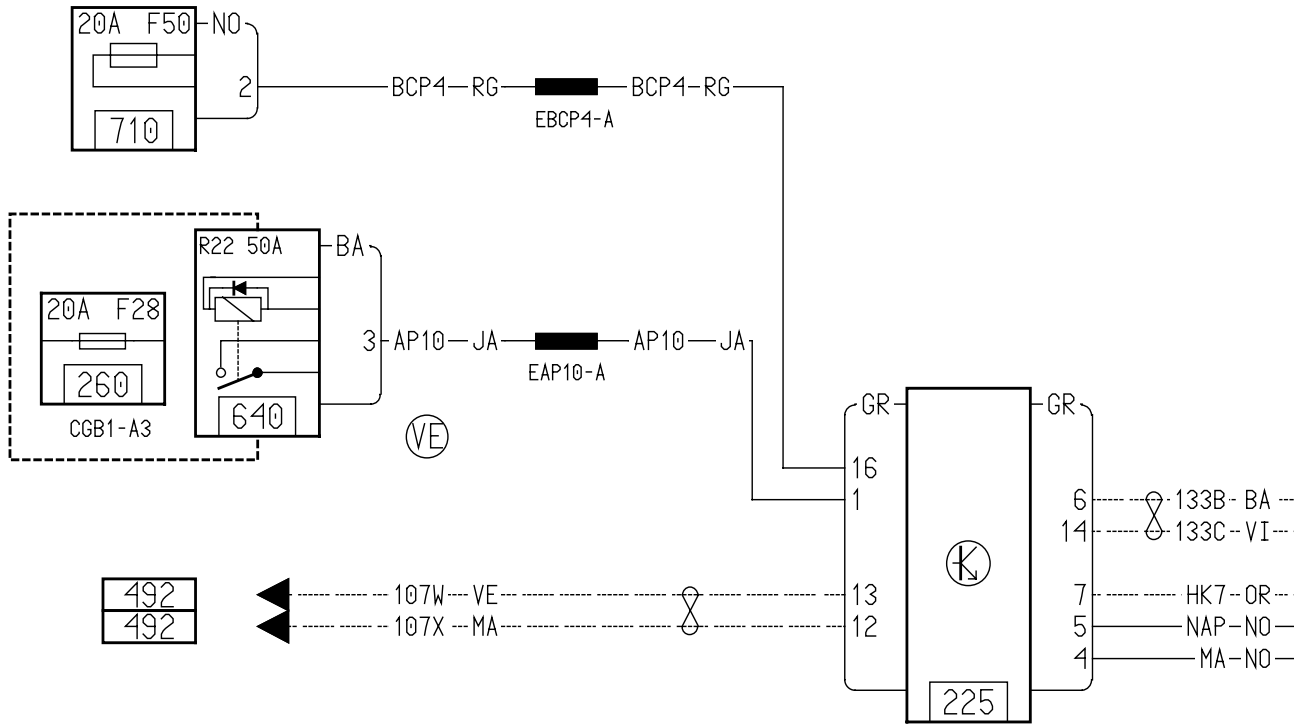 20A F50 NO
2 BCP4 RG BCP4 RG
EBCP4-A
710
R22 50A BA
20A F28
3 AP10 JA AP10 JA
EAP10-A
260
640
CGB1-A3
VE
GR GR
16
1
6 133B BA
14 133C VI
492 107W VE 13
7 HK7 OR
492 107X MA 12
5 NAP NO
4 MA NO
225